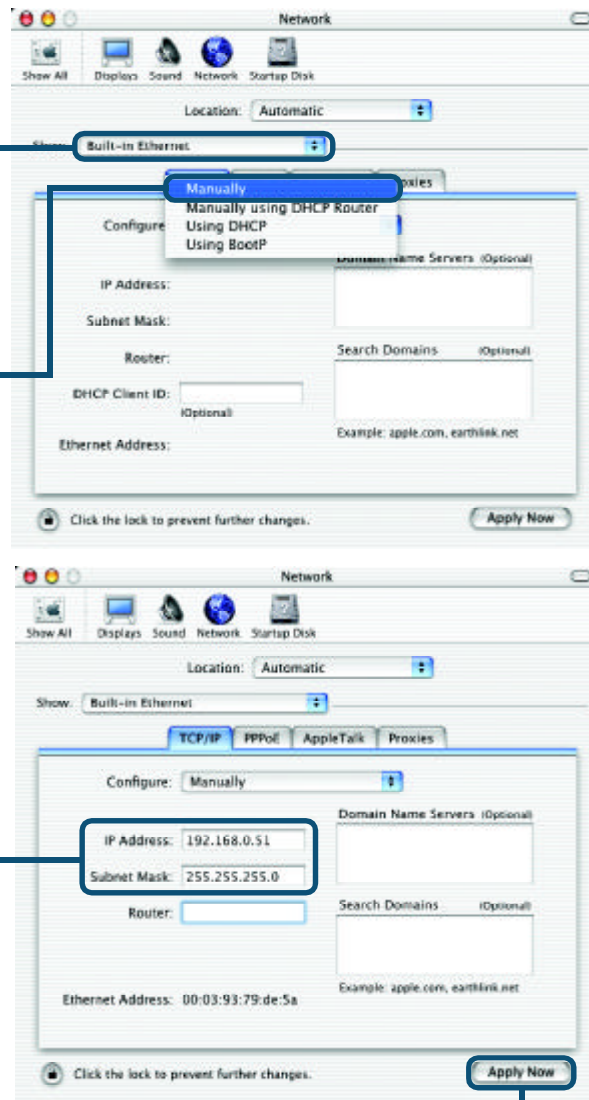 Network
Show All Displays Sound Network Startup Disk
Location: Automatic
Built-in Ethernet
Proxies
Manually
Manually using DHCP Router
Using DHCP
Using BootP
Configure
Domain Name Servers (Optional)
IP Address:
Subnet Mask:
Router:
Search Domains (Optional)
DHCP Client ID:
(Optional)
Example: apple.com, earthlink.net
Ethernet Address:
Click the lock to prevent further changes.
Apply Now
Network
Show All Displays Sound Network Startup Disk
Location: Automatic
Show: Built-in Ethernet
TCP/IP PPPoE AppleTalk Proxies
Configure: Manually
Domain Name Servers (Optional)
IP Address: 192.168.0.51
Subnet Mask: 255.255.255.0
Router:
Search Domains (Optional)
Example: apple.com, earthlink.net
Ethernet Address: 00:03:93:79:de:5a
Click the lock to prevent further changes.
Apply Now